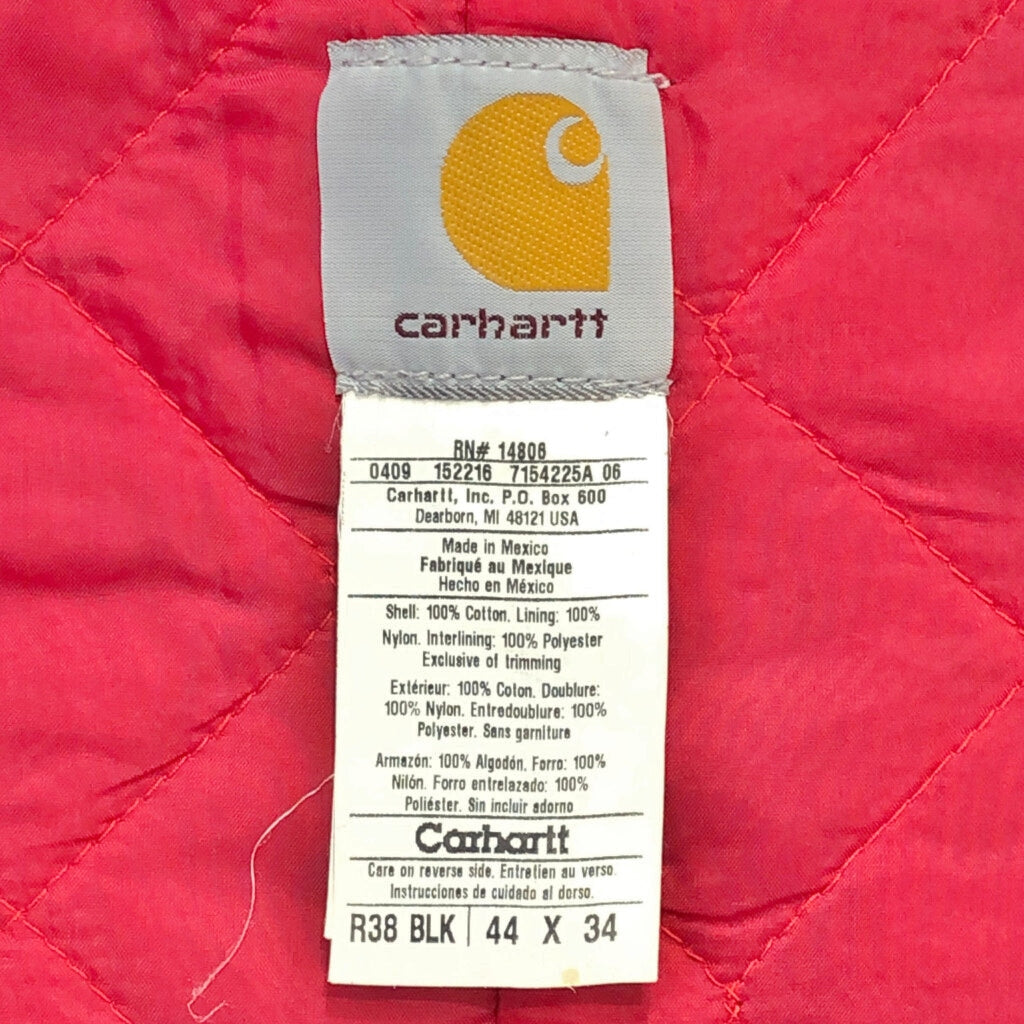 carhartt
RN# 14806
0409 152216 7154225A 06
Carhartt, Inc. P.O. Box 600
Dearborn, MI 48121 USA
Made in Mexico
Fabriqué au Mexique
Hecho en México
Shell: 100% Cotton. Lining: 100%
Nylon. Interlining: 100% Polyester
Exclusive of trimming
Extérieur: 100% Coton. Doublure:
100% Nylon. Entredoublure: 100%
Polyester. Sans garniture
Armazón: 100% Algodón. Forro: 100%
Nilón. Forro entrelazado: 100%
Poliéster. Sin incluir adorno
Carhartt
Care on reverse side. Entretien au verso.
Instrucciones de cuidado al dorso.
R38 BLK | 44 X 34